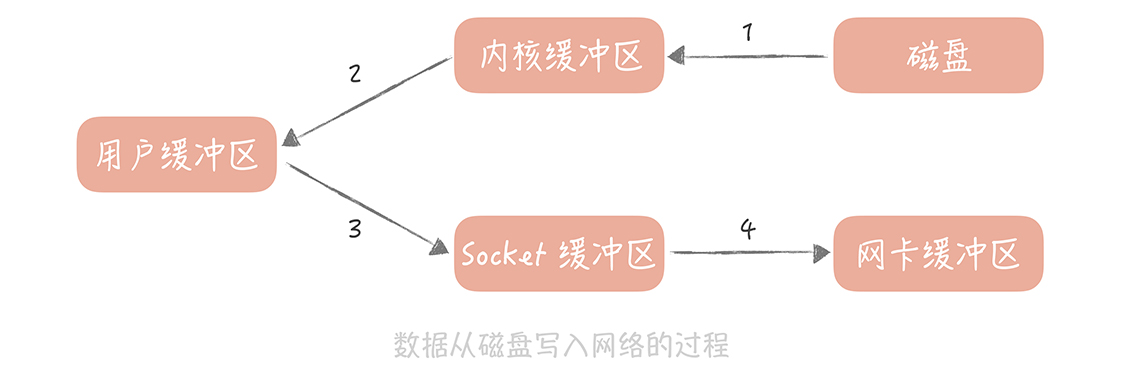 内核缓冲区
1
磁盘
2
用户缓冲区
3
Socket 缓冲区
4
网卡缓冲区
数据从磁盘写入网络的过程